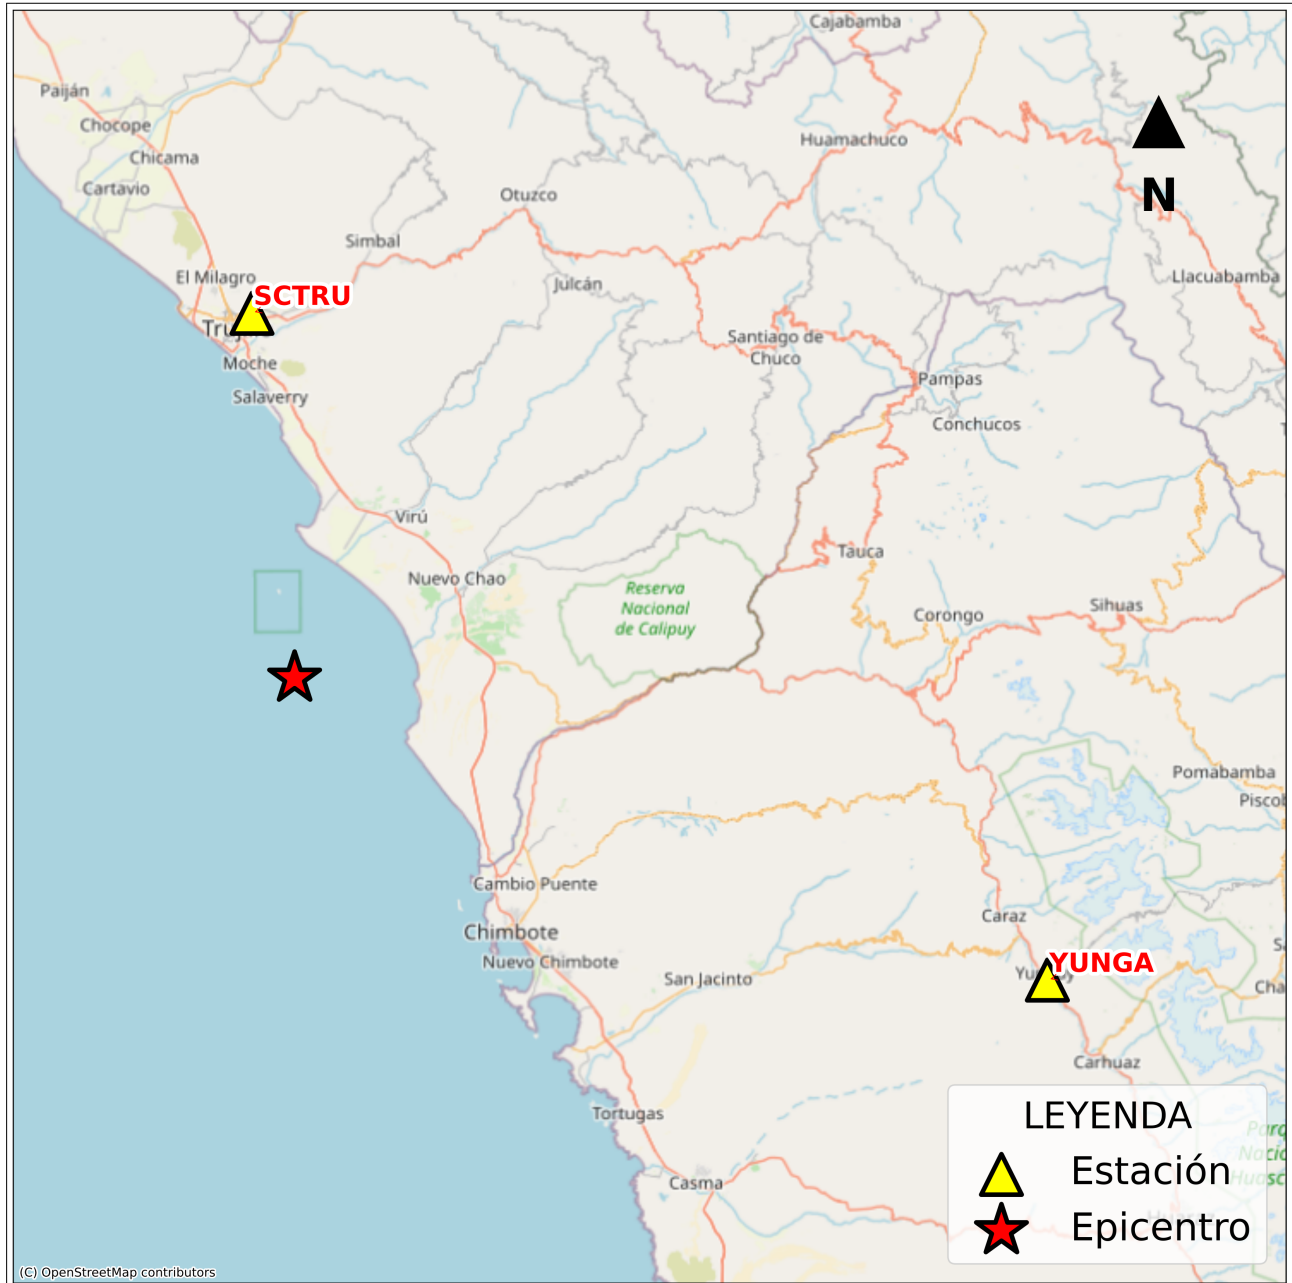 Cajabamba
Paiján
Chocope
Huamachuco
Chicama
Cartavio
Otuzco
N
Simbal
El Milagro
Julcán
Llacuabamba
SCTRU
Santiago de
Chuco
Moche
Pampas
Salaverry
Conchucos
Virú
Tauca
Nuevo Chao
Reserva
Nacional
de Calipuy
Sihuas
Corongo
Pomabamba
Cambio Puente
Caraz
Chimbote
Nuevo Chimbote
San Jacinto
YUNGA
Carhuaz
Tortugas
Casma
LEYENDA
Estación
Epicentro
(C) OpenStreetMap contributors